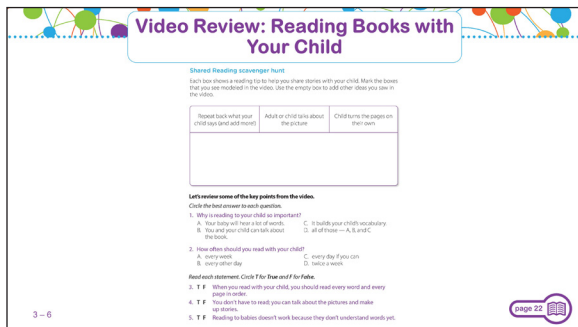 Video Review: Reading Books with
Your Child
Shared Reading scavenger hunt
Each box shows a reading tip to help you share stories with your child. Mark the boxes
that you see modeled in the video. Use the empty box to add other ideas you saw in
the video.
Repeat back what your
child says (and add more!)
Adult or child talks about
the picture
Child turns the pages on
their own
Let's review some of the key points from the video.
Circle the best answer to each question.
1. Why is reading to your child so important?
A. Your baby will hear a lot of words.
B. You and your child can talk about
the book.
C. It builds your child's vocabulary.
D. all of those — A, B, and C
2. How often should you read with your child?
A. every week
B. every other day
C. every day if you can
D. twice a week
Read each statement. Circle T for True and F for False.
3. T F When you read with your child, you should read every word and every
page in order.
4. T F You don't have to read; you can talk about the pictures and make
up stories.
5. T F Reading to babies doesn't work because they don't understand words yet.
3 – 6
page 22